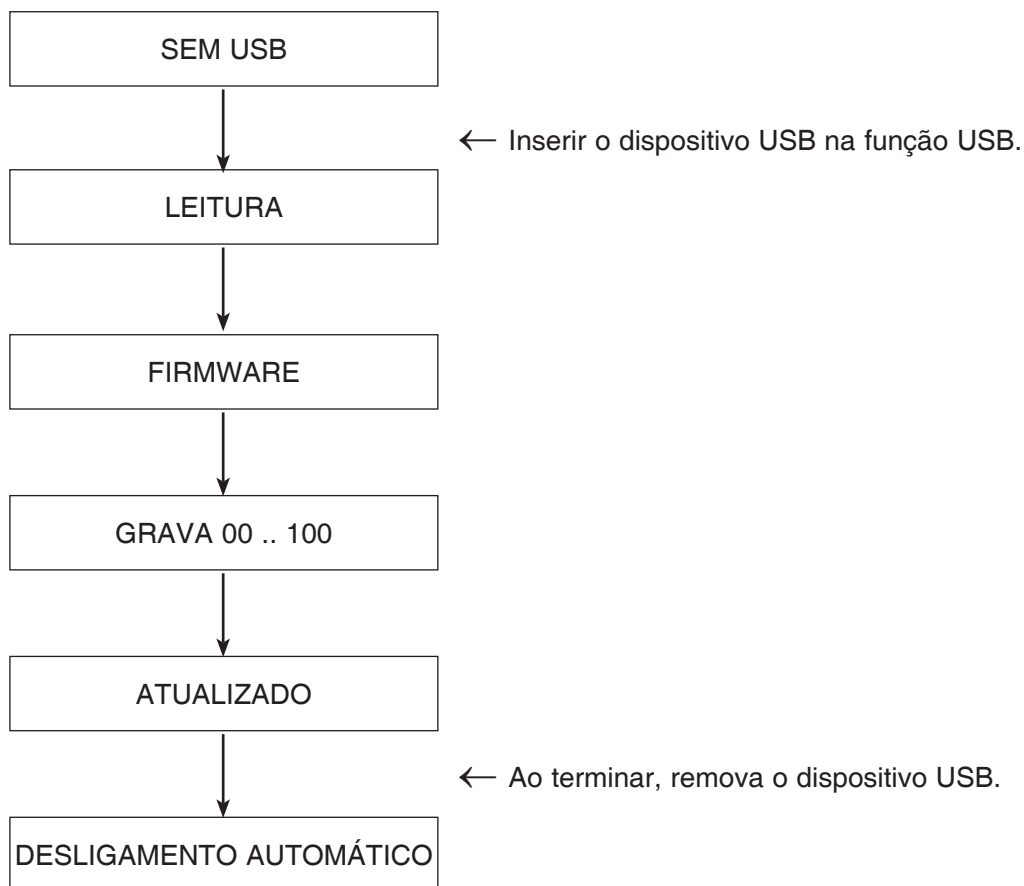 SEM USB
← Inserir o dispositivo USB na função USB.
LEITURA
FIRMWARE
GRAVA 00 .. 100
ATUALIZADO
← Ao terminar, remova o dispositivo USB.
DESLIGAMENTO AUTOMÁTICO